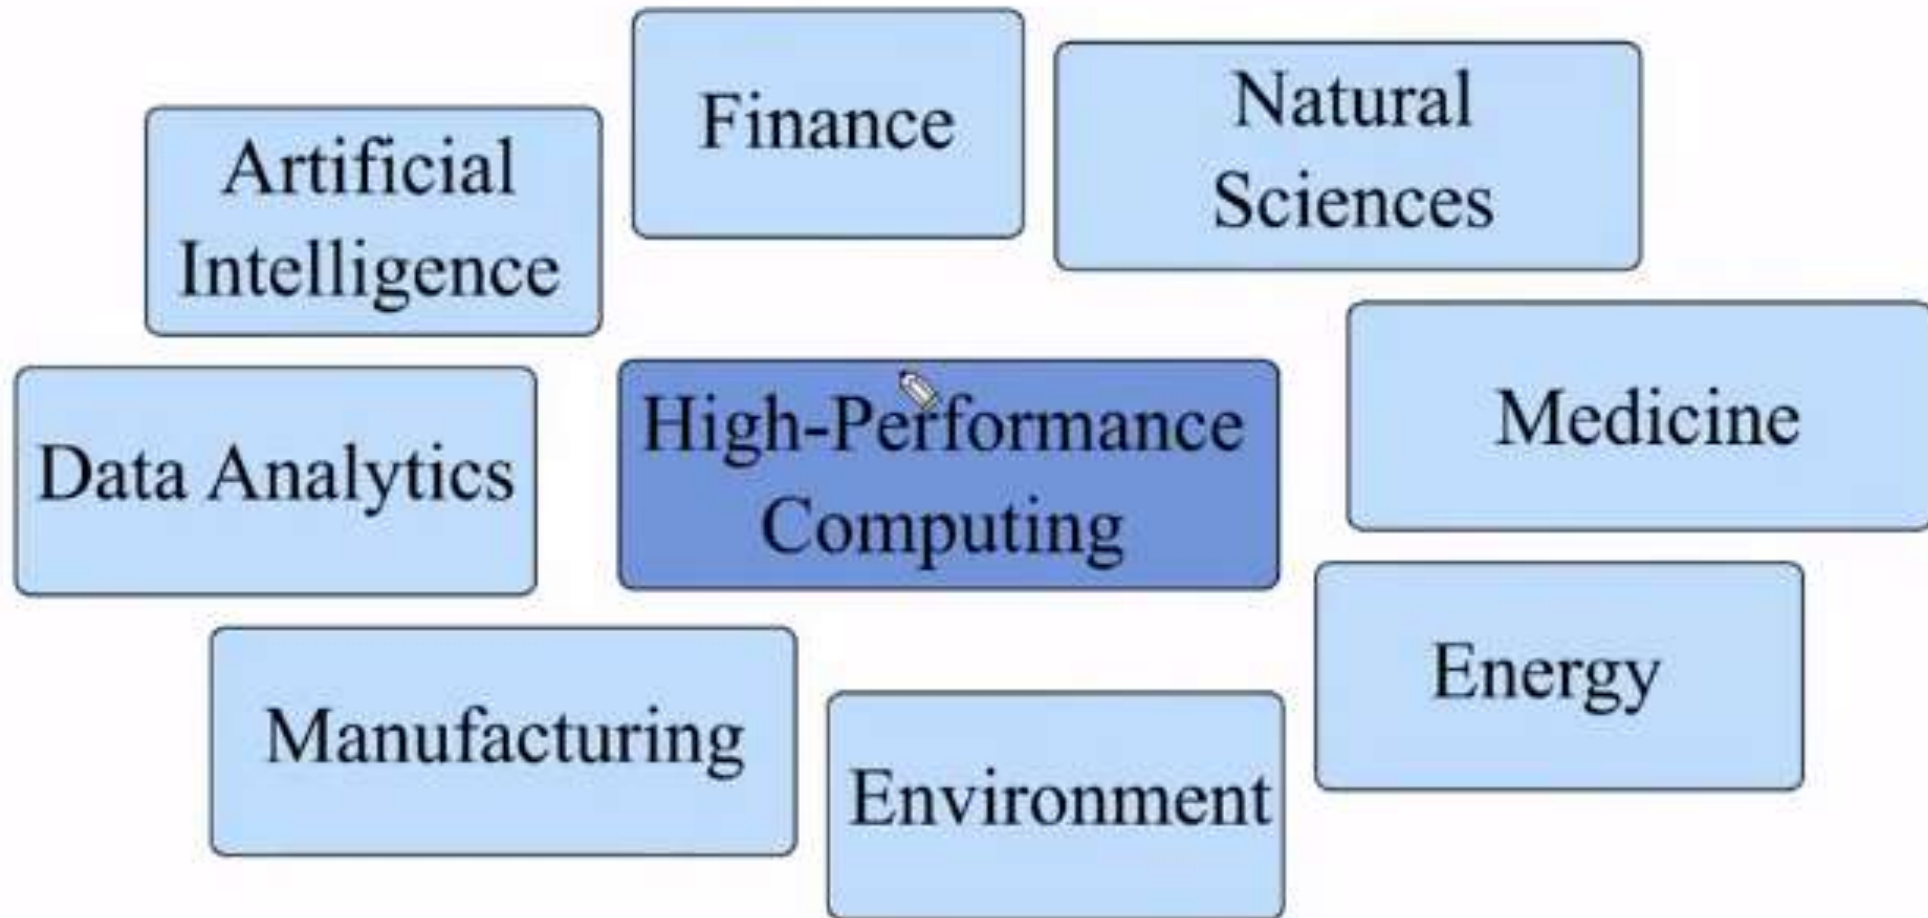 Finance
Natural
Sciences
Artificial
Intelligence
High-Performance
Computing
Medicine
Data Analytics
Energy
Manufacturing
Environment